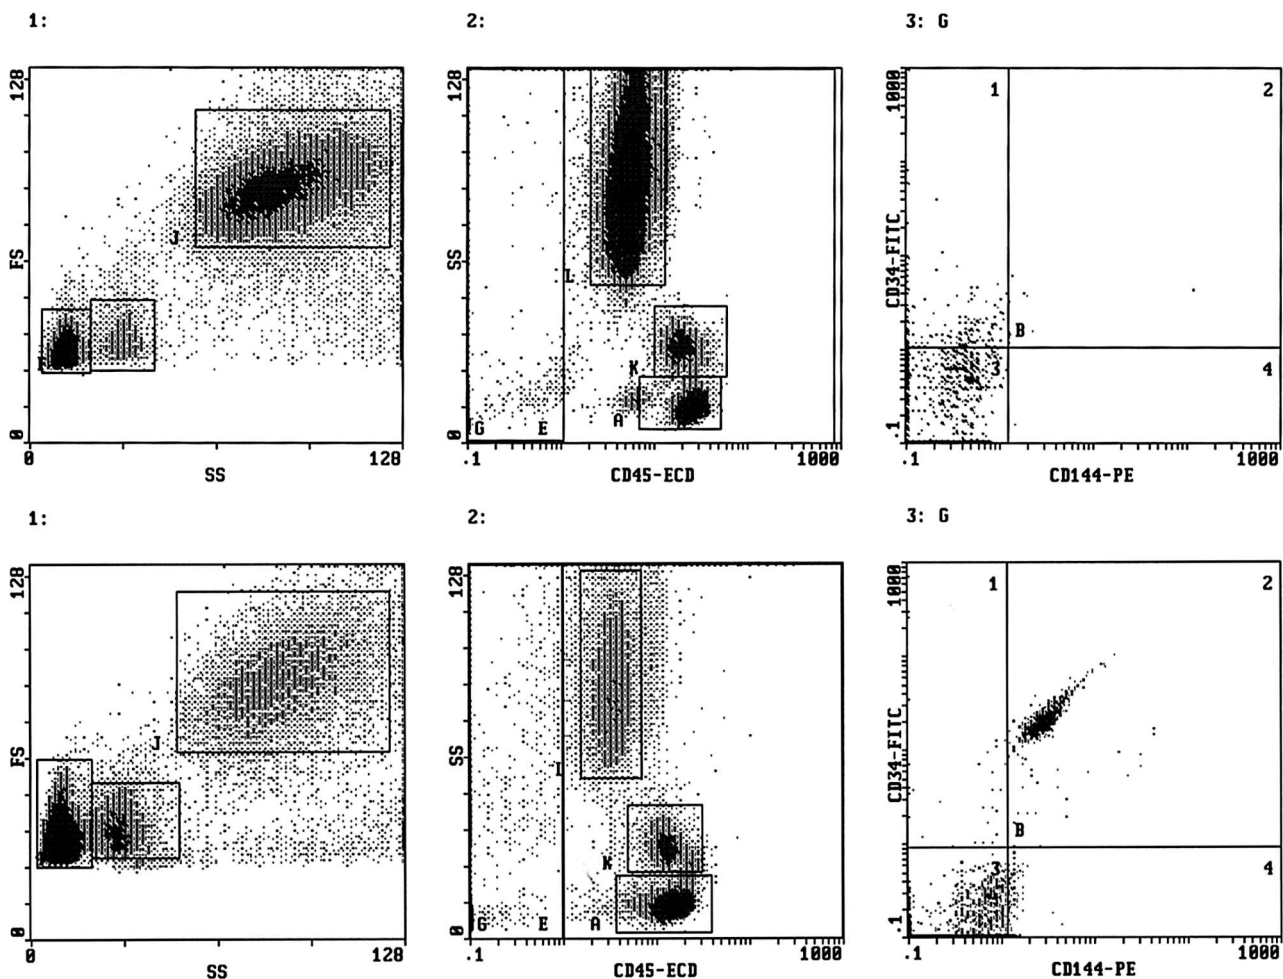 1:
2:
3: G
128
FS
J
0
0
SS
128
128
SS
L
K
G
E
A
0
.1
CD45-ECD
1000
1000
1
2
CD34-FITC
B
3
4
.1
.1
CD144-PE
1000
1:
2:
3: G
128
FS
J
0
0
SS
128
128
SS
K
G
E
A
0
.1
CD45-ECD
1000
1000
1
2
CD34-FITC
B
3
4
.1
.1
CD144-PE
1000